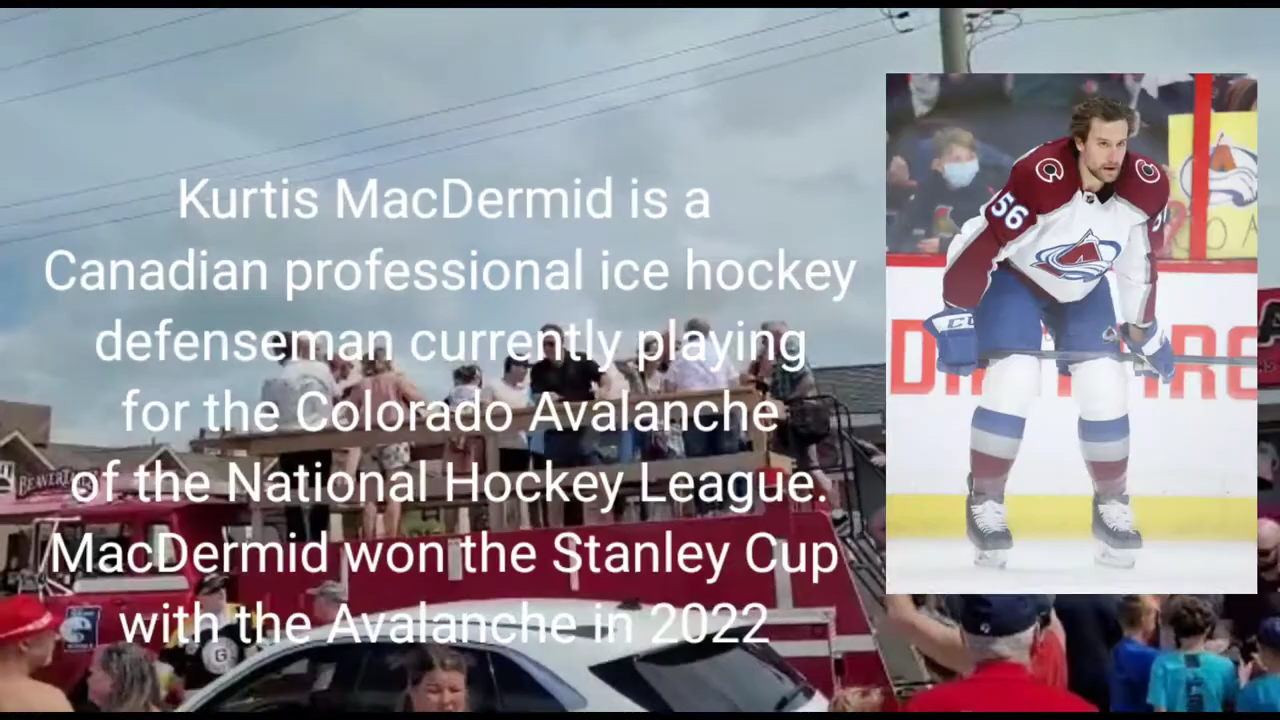 Kurtis MacDermid is a
Canadian professional ice hockey
defenseman currently playing
for the Colorado Avalanche
of the National Hockey League.
MacDermid won the Stanley Cup
with the Avalanche in 2022
56